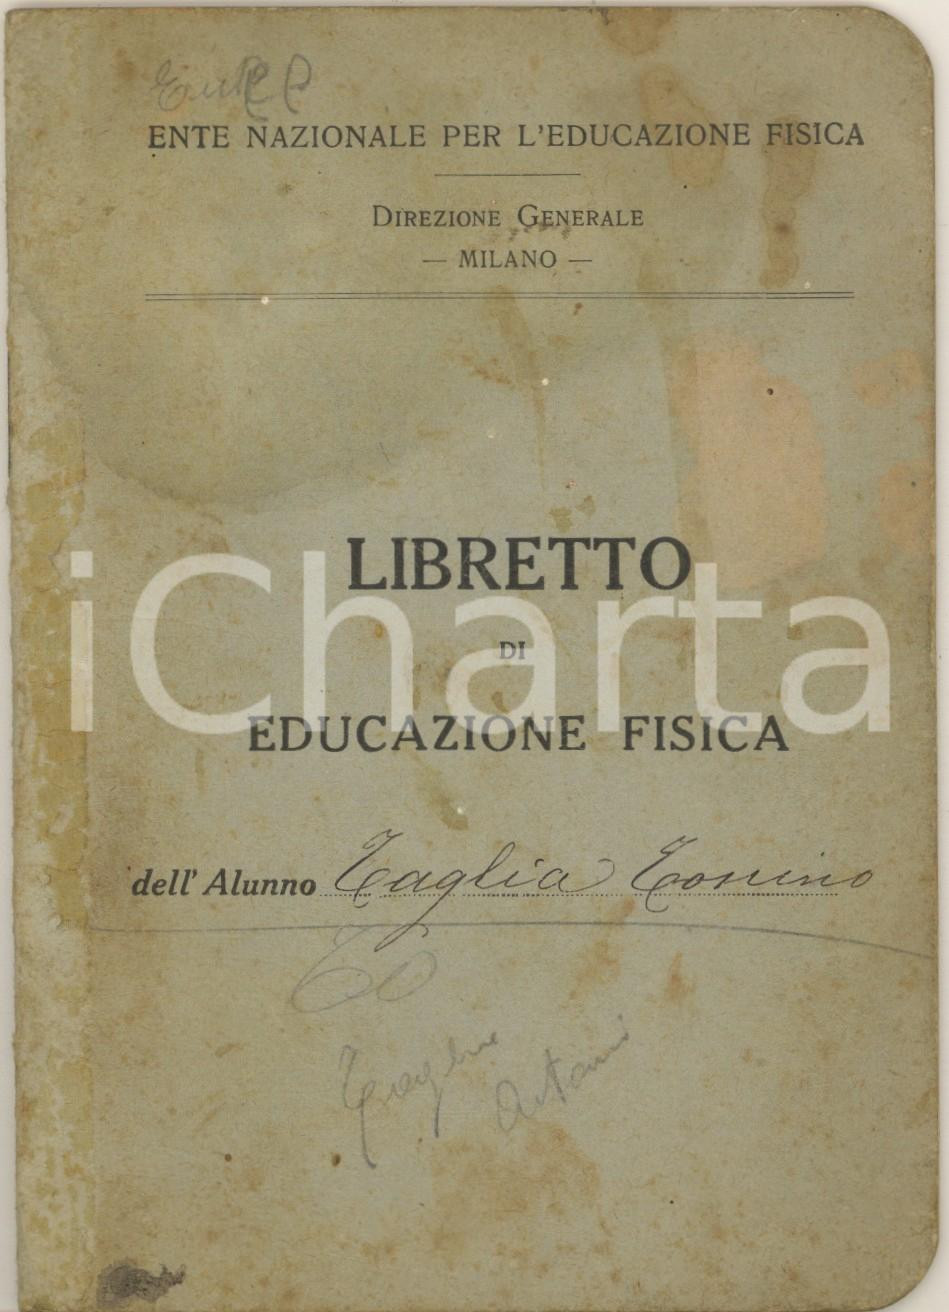 ENTE NAZIONALE PER L'EDUCAZIONE FISICA
DIREZIONE GENERALE
— MILANO —
LIBRETTO
iCharta
DI
EDUCAZIONE FISICA
dell' Alunno Taglia Tonino